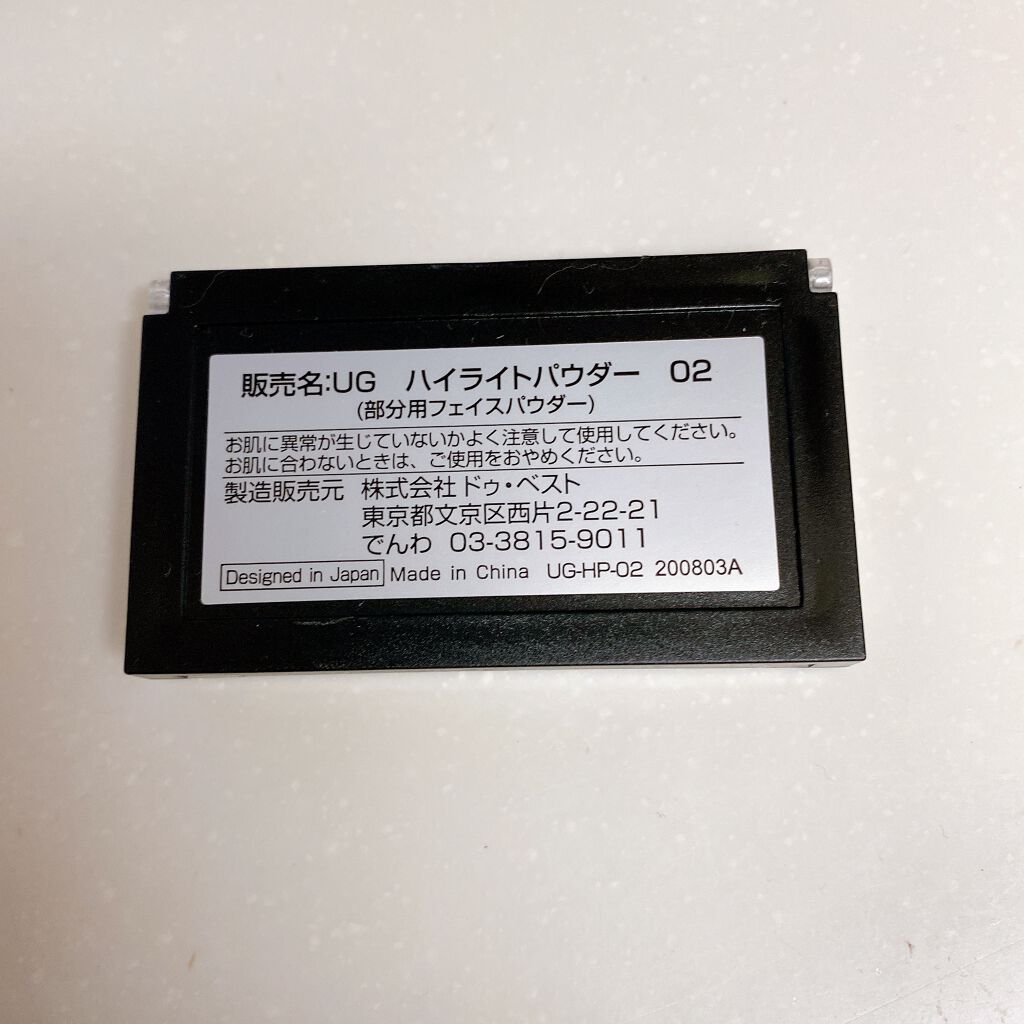 販売名:UG ハイライトパウダー 02
(部分用フェイスパウダー)
お肌に異常が生じていないかよく注意して使用してください。
お肌に合わないときは、ご使用をおやめください。
製造販売元 株式会社ドゥ・ベスト
東京都文京区西片2-22-21
でんわ 03-3815-9011
Designed in Japan Made in China UG-HP-02 200803A